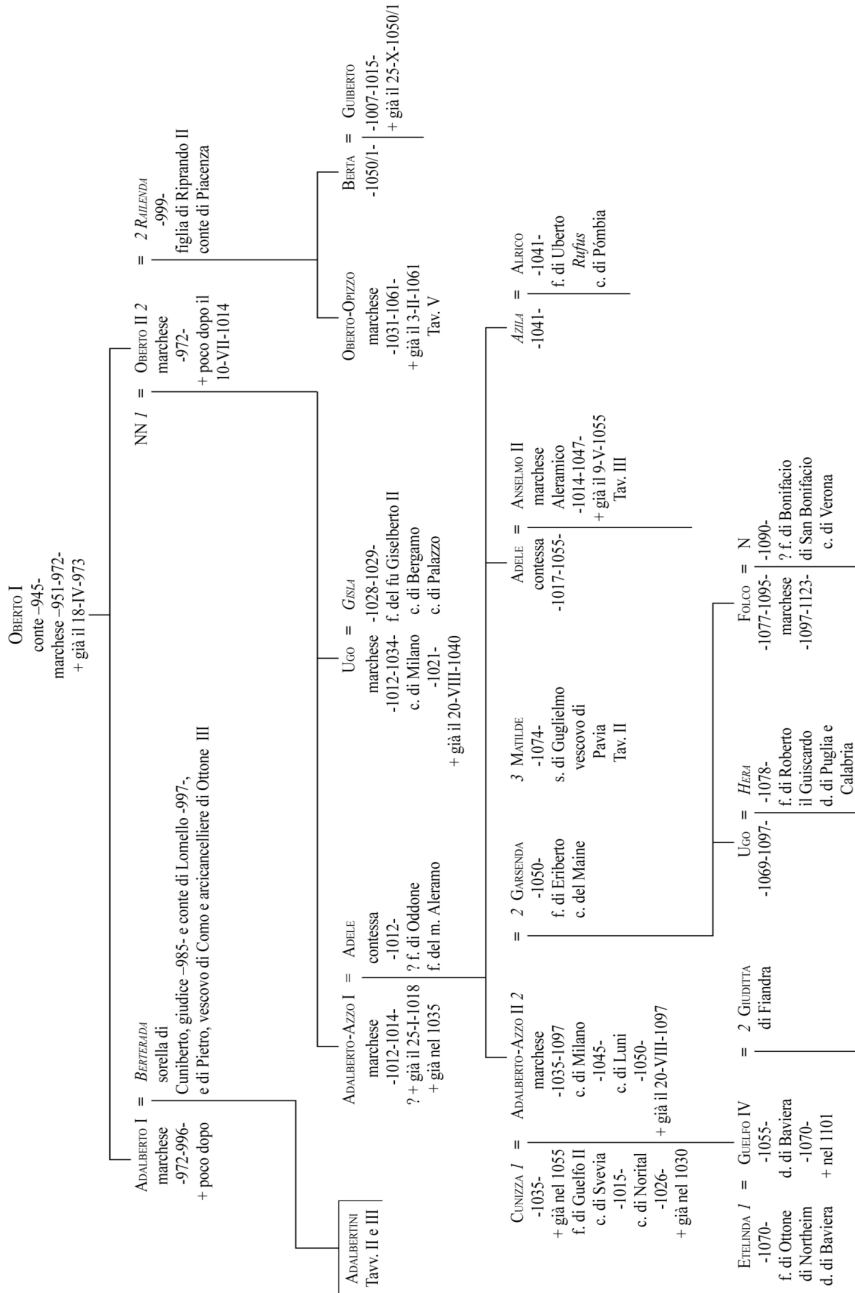 OBERTO I
conte –945-
marchese –951-972-
+ già il 18-IV-973
ADALBERTO I
marchese
-972-996-
+ poco dopo
=
BERTERADA
sorella di
Cuniberto, giudice –985- e conte di Lomello -997-,
e di Pietro, vescovo di Como e arcicancelliere di Ottone III
NN 1
=
OBERTO II 2
marchese
-972-
+ poco dopo il
10-VII-1014
=
2 RAILENDA
-999-
figlia di Riprando II
conte di Piacenza
ADALBERTINI
Tavv. II e III
ADALBERTO-AZZO I
marchese
-1012-1014-
? + già il 25-I-1018
+ già nel 1035
=
ADELE
contessa
-1012-
? f. di Oddone
f. del m. Aleramo
UGO
marchese
-1012-1034-
c. di Milano
-1021-
+ già il 20-VIII-1040
=
GISLA
-1028-1029-
f. del fu Giselberto II
c. di Bergamo
c. di Palazzo
OBERTO-OPIZZO
marchese
-1031-1061-
+ già il 3-II-1061
Tav. V
BERTA
-1050/1-
=
GUIBERTO
-1007-1015-
+ già il 25-X-1050/1
CUNIZZA 1
-1035-
+ già nel 1055
f. di Guelfo II
c. di Svevia
-1015-
c. di Norital
-1026-
+ già nel 1030
=
ADALBERTO-AZZO II 2
marchese
-1035-1097
c. di Milano
-1045-
c. di Luni
-1050-
+ già il 20-VIII-1097
=
2 GARSENDA
-1050-
f. di Eriberto
c. del Maine
3 MATILDE
-1074-
s. di Guglielmo
vescovo di
Pavia
Tav. II
ADELE
contessa
-1017-1055-
=
ANSELMO II
marchese
Aleramico
-1014-1047-
+ già il 9-V-1055
Tav. III
AZILA
-1041-
=
ALRICO
-1041-
f. di Uberto
Rufus
c. di Pómbia
ETELINDA 1
-1070-
f. di Ottone
di Northeim
d. di Baviera
=
GUELFO IV
-1055-
d. di Baviera
-1070-
+ nel 1101
=
2 GIUDITTA
di Fiandra
UGO
-1069-1097-
=
HERA
-1078-
f. di Roberto
il Guiscardo
d. di Puglia e
Calabria
FOLCO
-1077-1095-
marchese
-1097-1123-
=
N
-1090-
? f. di Bonifacio
di San Bonifacio
c. di Verona